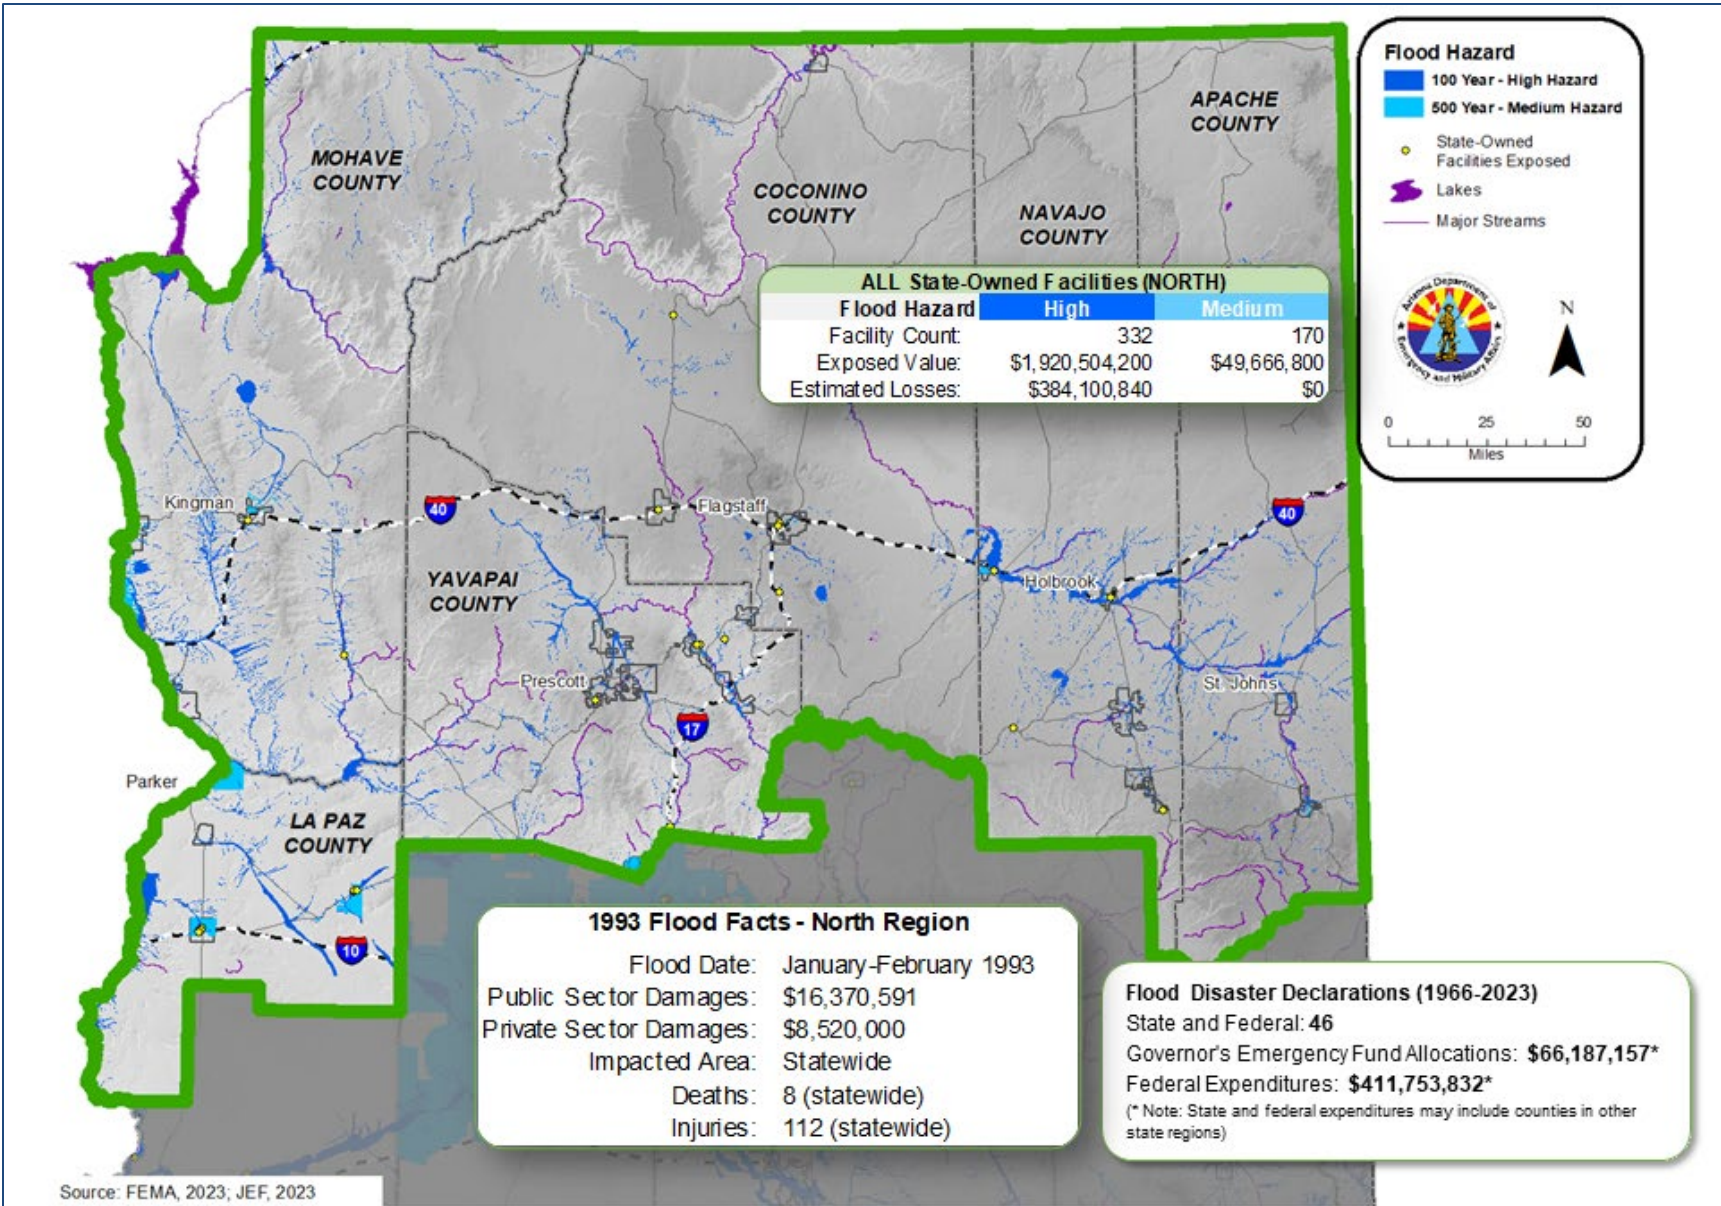 Flood Hazard
100 Year - High Hazard
500 Year - Medium Hazard
State-Owned
Facilities Exposed
Lakes
Major Streams
Arizona Department of
Emergency and Military Affairs
N
0 25 50
Miles
APACHE
COUNTY
MOHAVE
COUNTY
COCONINO
COUNTY
NAVAJO
COUNTY
ALL State-Owned Facilities (NORTH)
Flood Hazard High Medium
Facility Count: 332 170
Exposed Value: $1,920,504,200 $49,666,800
Estimated Losses: $384,100,840 $0
Kingman
40
Flagstaff
40
YAVAPAI
COUNTY
Holbrook
Prescott
St. Johns
17
Parker
LA PAZ
COUNTY
10
1993 Flood Facts - North Region
Flood Date: January-February 1993
Public Sector Damages: $16,370,591
Private Sector Damages: $8,520,000
Impacted Area: Statewide
Deaths: 8 (statewide)
Injuries: 112 (statewide)
Flood Disaster Declarations (1966-2023)
State and Federal: 46
Governor's Emergency Fund Allocations: $66,187,157*
Federal Expenditures: $411,753,832*
(* Note: State and federal expenditures may include counties in other
state regions)
Source: FEMA, 2023; JEF, 2023